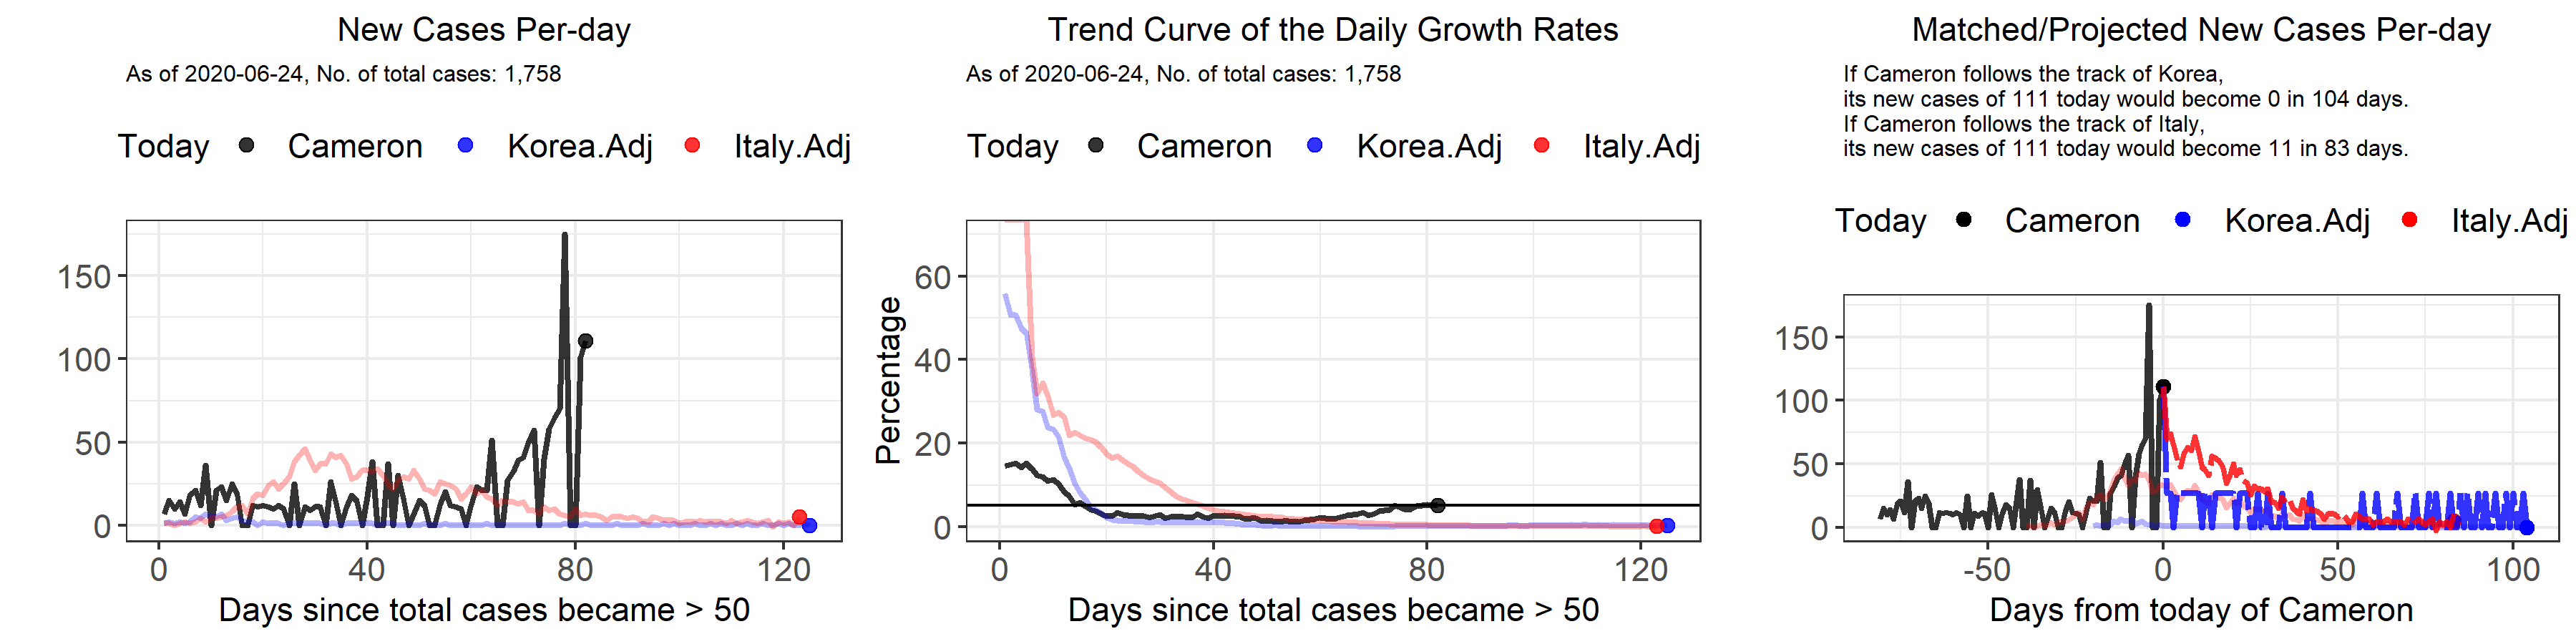 New Cases Per-day
As of 2020-06-24, No. of total cases: 1,758
Today Cameron Korea.Adj Italy.Adj
150
100
50
0
0 40 80 120
Days since total cases became > 50
Trend Curve of the Daily Growth Rates
As of 2020-06-24, No. of total cases: 1,758
Today Cameron Korea.Adj Italy.Adj
Percentage
60
40
20
0
0 40 80 120
Days since total cases became > 50
Matched/Projected New Cases Per-day
If Cameron follows the track of Korea,
its new cases of 111 today would become 0 in 104 days.
If Cameron follows the track of Italy,
its new cases of 111 today would become 11 in 83 days.
Today Cameron Korea.Adj Italy.Adj
150
100
50
0
-50 0 50 100
Days from today of Cameron